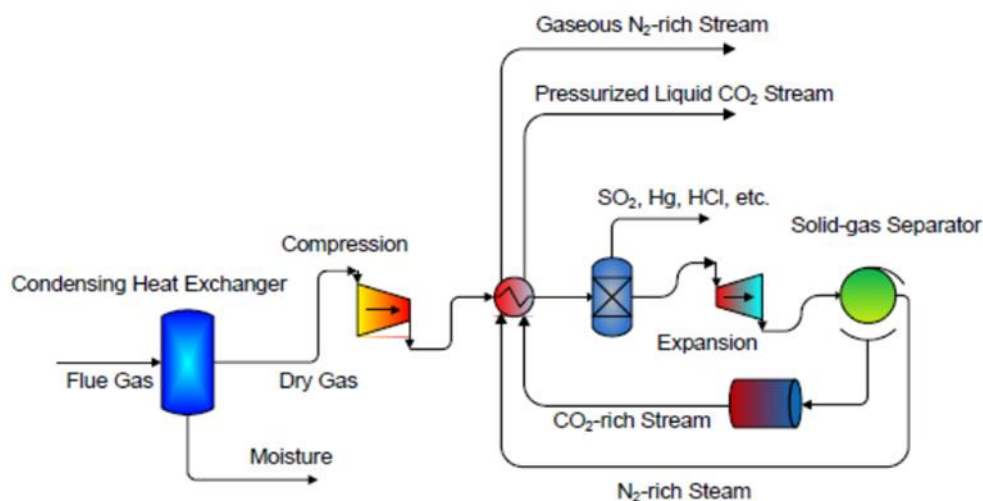 Gaseous N₂-rich Stream
Pressurized Liquid CO₂ Stream
SO₂, Hg, HCl, etc.
Solid-gas Separator
Compression
Condensing Heat Exchanger
Expansion
Flue Gas
Dry Gas
CO₂-rich Stream
Moisture
N₂-rich Steam